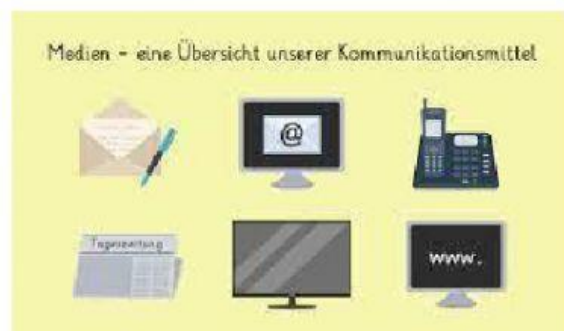 Medien - eine Übersicht unserer Kommunikationsmittel
@
Tageszeitung
www.